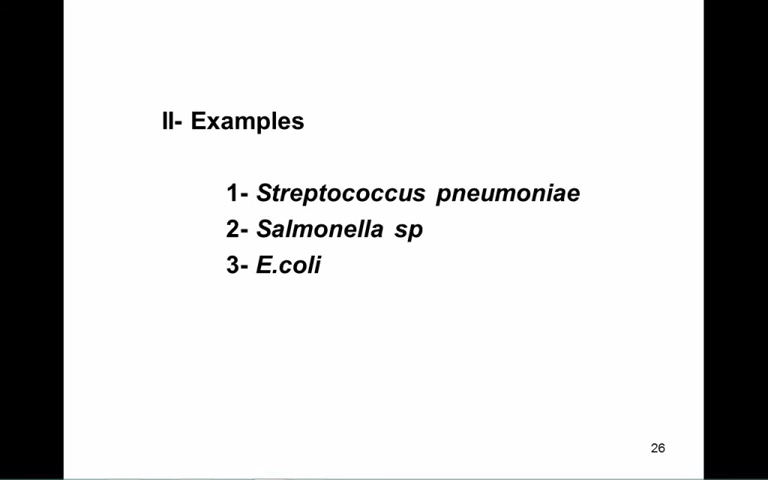 II- Examples
1- Streptococcus pneumoniae
2- Salmonella sp
3- E.coli
26